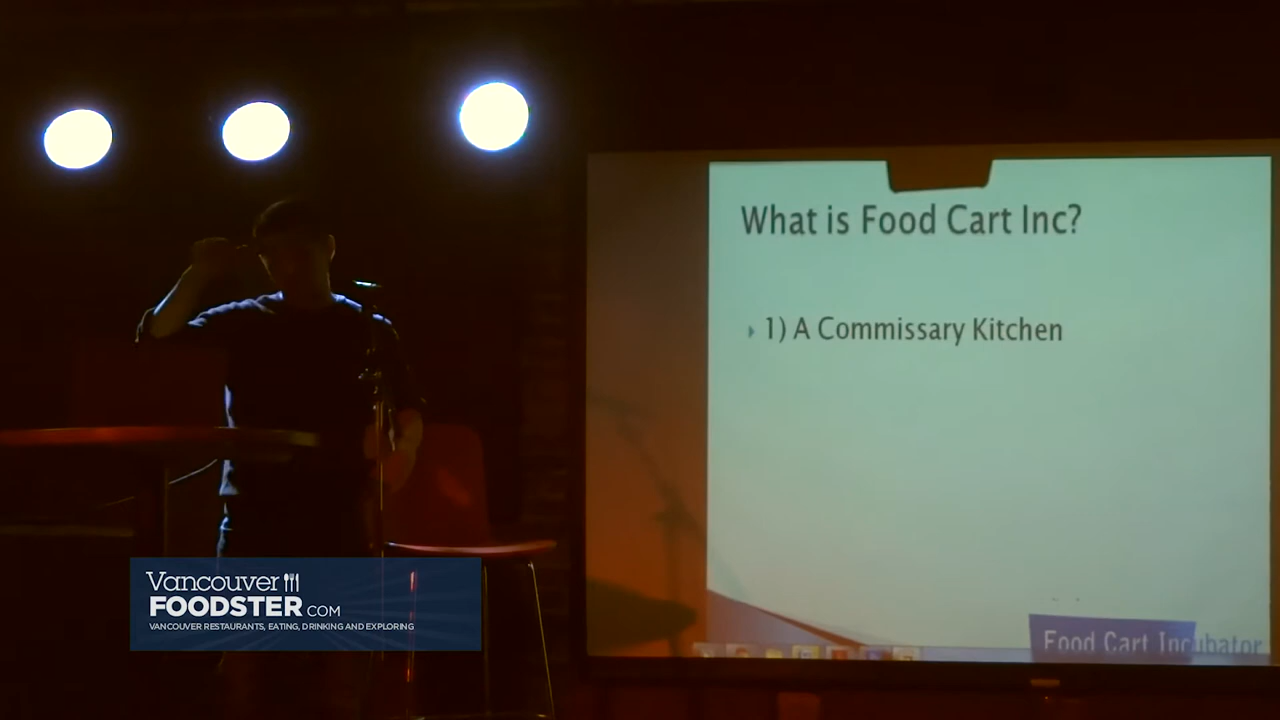 What is Food Cart Inc?
1) A Commissary Kitchen
Food Cart Incubator
Vancouver
FOODSTER.COM
VANCOUVER RESTAURANTS, EATING, DRINKING AND EXPLORING